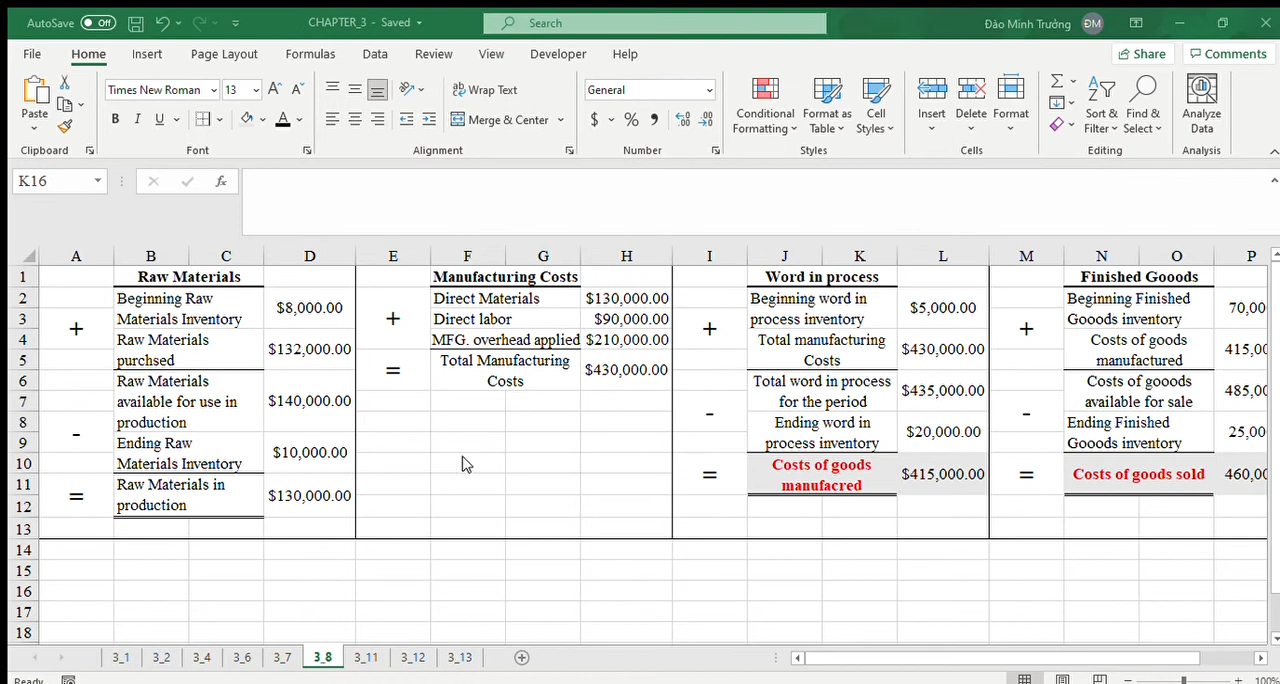 AutoSave Off CHAPTER_3 - Saved Search Đào Minh Trưởng ĐM
File Home Insert Page Layout Formulas Data Review View Developer Help Share Comments
Paste Times New Roman 13 A A Wrap Text General Conditional Formatting Format as Table Cell Styles Insert Delete Format Sort & Filter Find & Select Analyze Data
B I U A Merge & Center $ % ,
Clipboard Font Alignment Number Styles Cells Editing Analysis
K16 fx
A B C D E F G H I J K L M N O P
1 Raw Materials Manufacturing Costs Word in process Finished Gooods
2 Beginning Raw Direct Materials $130,000.00 Beginning word in Beginning Finished
$8,000.00 $5,000.00 70,00
3 Materials Inventory Direct labor $90,000.00 process inventory Gooods inventory
+ + + +
4 Raw Materials MFG. overhead applied $210,000.00 Total manufacturing Costs of goods
$132,000.00 $430,000.00 415,00
5 purchsed Total Manufacturing Costs manufactured
= $430,000.00
6 Raw Materials Costs Total word in process Costs of gooods
$435,000.00 485,00
7 available for use in $140,000.00 for the period available for sale
- -
8 production Ending word in Ending Finished
- $20,000.00 25,00
9 Ending Raw process inventory Gooods inventory
$10,000.00
10 Materials Inventory Costs of goods
= $415,000.00 = Costs of goods sold 460,00
11 Raw Materials in manufacred
= $130,000.00
12 production
13
14
15
16
17
18
3_1 3_2 3_4 3_6 3_7 3_8 3_11 3_12 3_13
Ready 100%